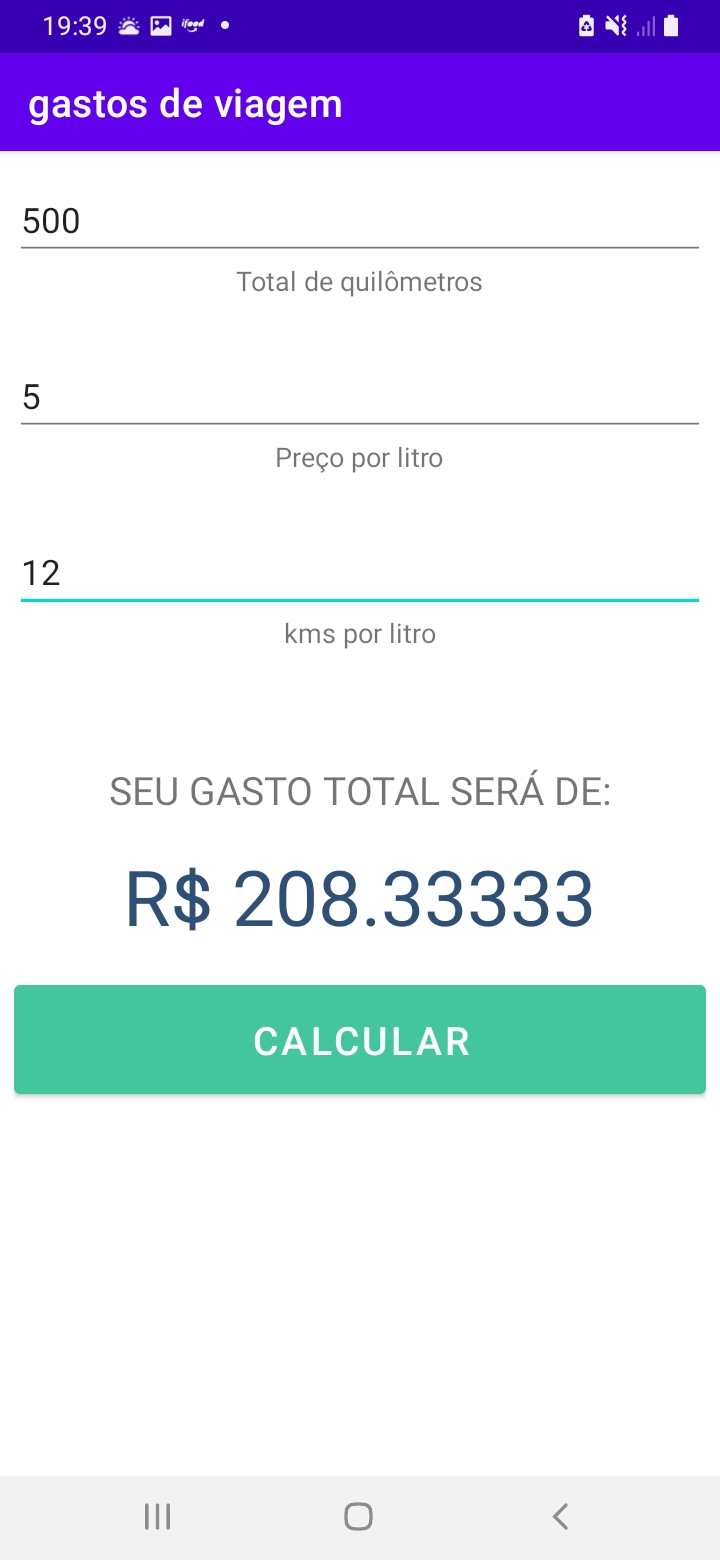 19:39
ifood
gastos de viagem
500
Total de quilômetros
5
Preço por litro
12
kms por litro
SEU GASTO TOTAL SERÁ DE:
R$ 208.33333
CALCULAR